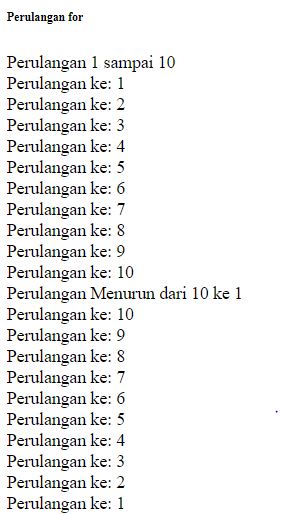 Perulangan for
Perulangan 1 sampai 10
Perulangan ke: 1
Perulangan ke: 2
Perulangan ke: 3
Perulangan ke: 4
Perulangan ke: 5
Perulangan ke: 6
Perulangan ke: 7
Perulangan ke: 8
Perulangan ke: 9
Perulangan ke: 10
Perulangan Menurun dari 10 ke 1
Perulangan ke: 10
Perulangan ke: 9
Perulangan ke: 8
Perulangan ke: 7
Perulangan ke: 6
Perulangan ke: 5
Perulangan ke: 4
Perulangan ke: 3
Perulangan ke: 2
Perulangan ke: 1